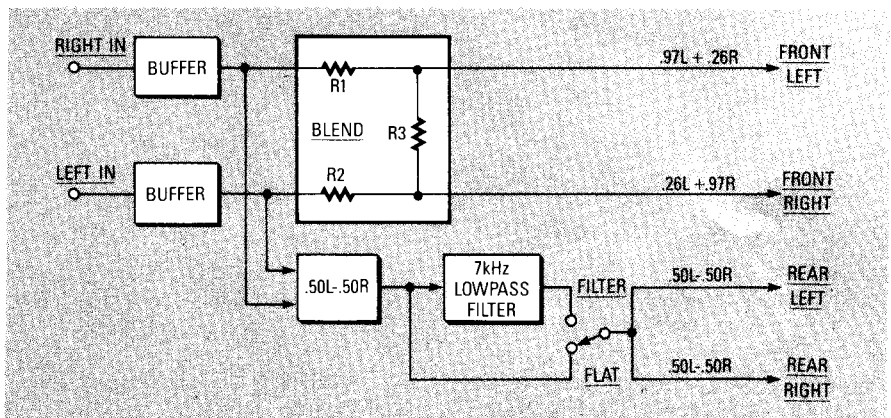 RIGHT IN
BUFFER
R1
BLEND
R3
.97L + .26R
FRONT
LEFT
LEFT IN
BUFFER
R2
.26L +.97R
FRONT
RIGHT
.50L-.50R
7kHz
LOWPASS
FILTER
FILTER
FLAT
.50L-.50R
REAR
LEFT
.50L-.50R
REAR
RIGHT